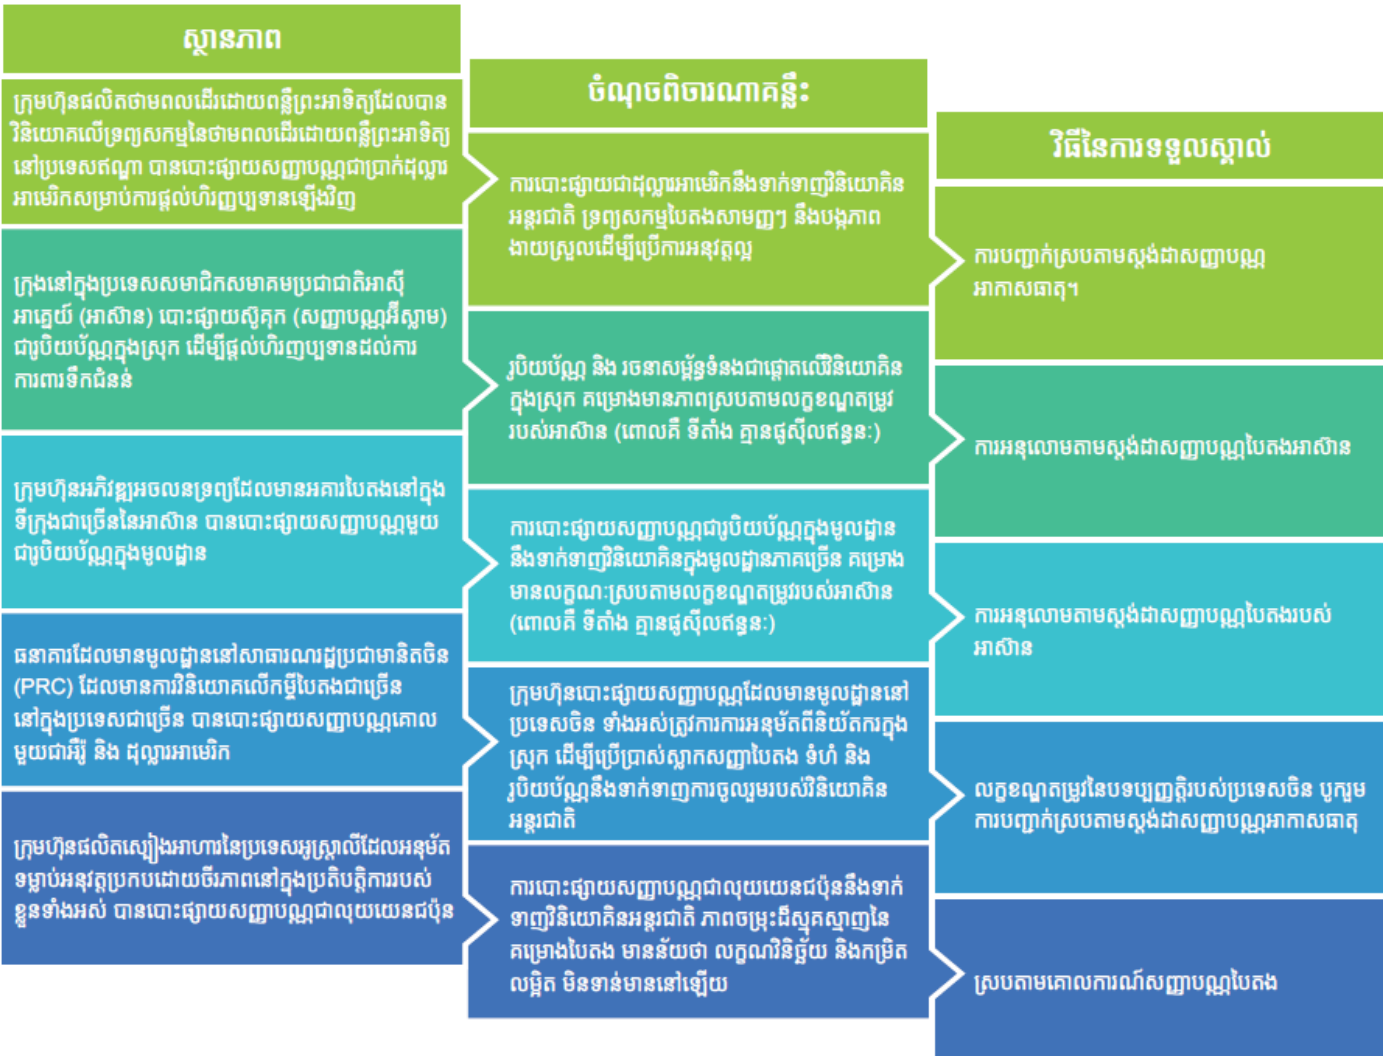 ស្ថានភាព
ក្រុមហ៊ុនផលិតថាមពលដើរដោយពន្លឺព្រះអាទិត្យដែលបាន
វិនិយោគលើទ្រព្យសកម្មនៃថាមពលដើរដោយពន្លឺព្រះអាទិត្យ
នៅប្រទេសឥណ្ឌា បានបោះផ្សាយសញ្ញាបណ្ណជាប្រាក់ដុល្លារ
អាមេរិកសម្រាប់ការផ្តល់ហិរញ្ញប្បទានឡើងវិញ
ក្រុងនៅក្នុងប្រទេសសមាជិកសមាគមប្រជាជាតិអាស៊ី
អាគ្នេយ៍ (អាស៊ាន) បោះផ្សាយស៊ូគុក (សញ្ញាបណ្ណអ៊ីស្លាម)
ជារូបិយប័ណ្ណក្នុងស្រុក ដើម្បីផ្តល់ហិរញប្បទានដល់ការ
ការពារទឹកជំនន់
ក្រុមហ៊ុនអភិវឌ្ឍអចលនទ្រព្យដែលមានអគារបៃតងនៅក្នុង
ទីក្រុងជាច្រើននៃអាស៊ាន បានបោះផ្សាយសញ្ញាបណ្ណមួយ
ជារូបិយប័ណ្ណក្នុងមូលដ្ឋាន
ធនាគារដែលមានមូលដ្ឋាននៅសាធារណរដ្ឋប្រជាមានិតចិន
(PRC) ដែលមានការវិនិយោគលើកម្ចីបៃតងជាច្រើន
នៅក្នុងប្រទេសជាច្រើន បានបោះផ្សាយសញ្ញាបណ្ណគោល
មួយជាអឺរ៉ូ និង ដុល្លារអាមេរិក
ក្រុមហ៊ុនផលិតស្បៀងអាហារនៃប្រទេសអូស្ត្រាលីដែលអនុម័ត
ទម្លាប់អនុវត្តប្រកបដោយចីរភាពនៅក្នុងប្រតិបត្តិការរបស់
ខ្លួនទាំងអស់ បានបោះផ្សាយសញ្ញាបណ្ណជាលុយយេនជប៉ុន
ចំណុចពិចារណាគន្លឹះ
ការបោះផ្សាយជាដុល្លារអាមេរិកនឹងទាក់ទាញវិនិយោគិន
អន្តរជាតិ ទ្រព្យសកម្មបៃតងសាមញ្ញៗ នឹងបង្កភាព
ងាយស្រួលដើម្បីប្រើការអនុវត្តល្អ
រូបិយប័ណ្ណ និង រចនាសម្ព័ន្ធទំនងជាផ្តោតលើវិនិយោគិន
ក្នុងស្រុក គម្រោងមានភាពស្របតាមលក្ខខណ្ឌតម្រូវ
របស់អាស៊ាន (ពោលគឺ ទីតាំង គ្មានផូស៊ីលឥន្ធនៈ)
ការបោះផ្សាយសញ្ញាបណ្ណជារូបិយប័ណ្ណក្នុងមូលដ្ឋាន
នឹងទាក់ទាញវិនិយោគិនក្នុងមូលដ្ឋានភាគច្រើន គម្រោង
មានលក្ខណៈស្របតាមលក្ខខណ្ឌតម្រូវរបស់អាស៊ាន
(ពោលគឺ ទីតាំង គ្មានផូស៊ីលឥន្ធនៈ)
ក្រុមហ៊ុនបោះផ្សាយសញ្ញាបណ្ណដែលមានមូលដ្ឋាននៅ
ប្រទេសចិន ទាំងអស់ត្រូវការការអនុម័តពីនិយ័តករក្នុង
ស្រុក ដើម្បីប្រើប្រាស់ស្លាកសញ្ញាបៃតង ទំហំ និង
រូបិយប័ណ្ណនឹងទាក់ទាញការចូលរួមរបស់វិនិយោគិន
អន្តរជាតិ
ការបោះផ្សាយសញ្ញាបណ្ណជាលុយយេនជប៉ុននឹងទាក់
ទាញវិនិយោគិនអន្តរជាតិ ភាពចម្រុះដ៏ស្មុគស្មាញនៃ
គម្រោងបៃតង មានន័យថា លក្ខណវិនិច្ឆ័យ និងកម្រិត
លម្អិត មិនទាន់មាននៅឡើយ
វិធីនៃការទទួលស្គាល់
ការបញ្ជាក់ស្របតាមស្តង់ដាសញ្ញាបណ្ណ
អាកាសធាតុ។
ការអនុលោមតាមស្តង់ដាសញ្ញាបណ្ណបៃតងអាស៊ាន
ការអនុលោមតាមស្តង់ដាសញ្ញាបណ្ណបៃតងរបស់
អាស៊ាន
លក្ខខណ្ឌតម្រូវនៃបទប្បញ្ញត្តិរបស់ប្រទេសចិន បូករួម
ការបញ្ជាក់ស្របតាមស្តង់ដាសញ្ញាបណ្ណអាកាសធាតុ
ស្របតាមគោលការណ៍សញ្ញាបណ្ណបៃតង